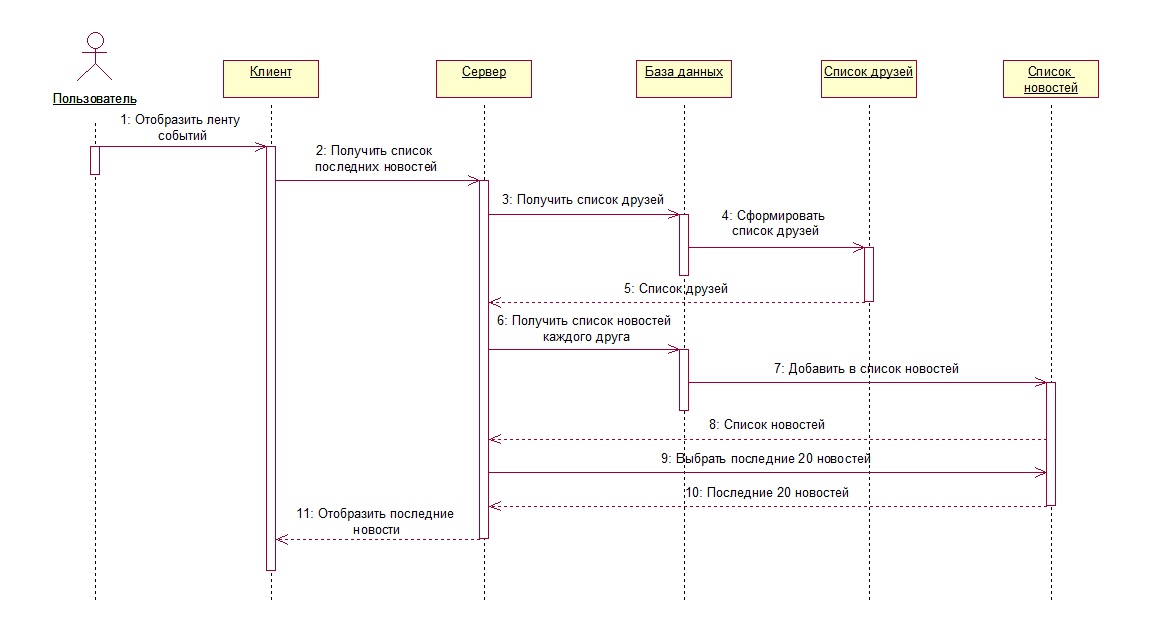 Пользователь
Клиент
Сервер
База данных
Список друзей
Список
новостей
1: Отобразить ленту
событий
2: Получить список
последних новостей
3: Получить список друзей
4: Сформировать
список друзей
5: Список друзей
6: Получить список новостей
каждого друга
7: Добавить в список новостей
8: Список новостей
9: Выбрать последние 20 новостей
10: Последние 20 новостей
11: Отобразить последние
новости